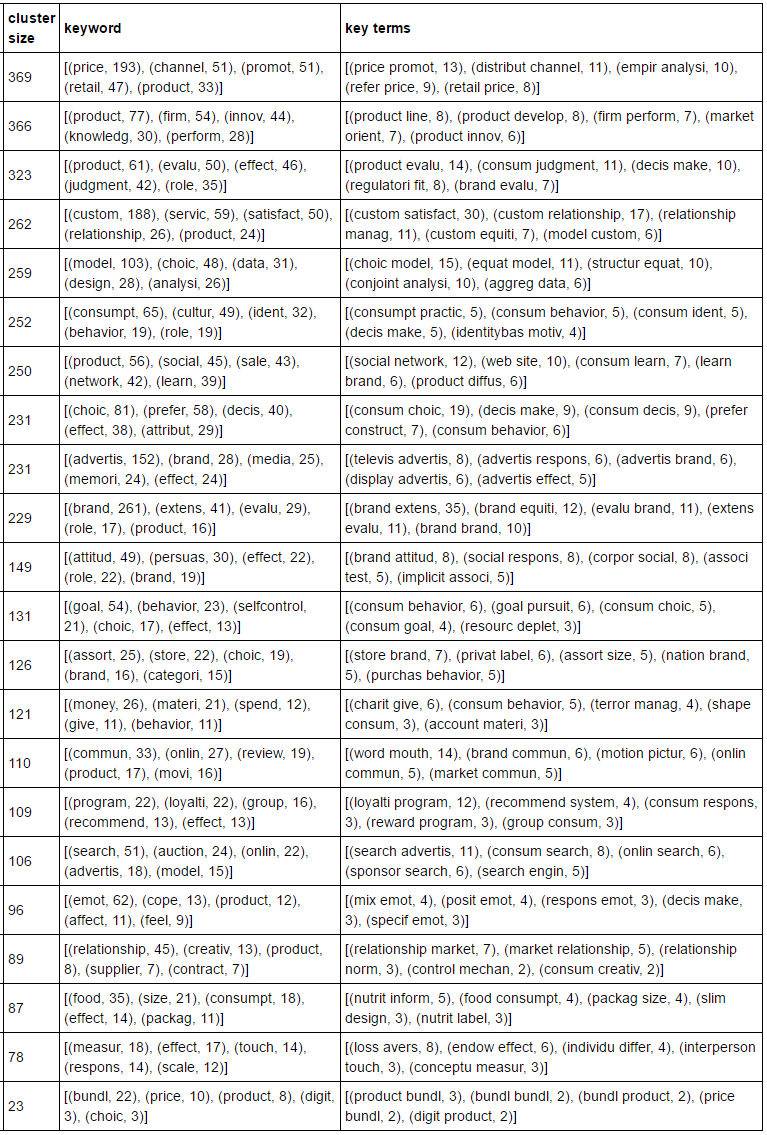 cluster size | keyword | key terms
369 | [(price, 193), (channel, 51), (promot, 51), (retail, 47), (product, 33)] | [(price promot, 13), (distribut channel, 11), (empir analysi, 10), (refer price, 9), (retail price, 8)]
366 | [(product, 77), (firm, 54), (innov, 44), (knowledg, 30), (perform, 28)] | [(product line, 8), (product develop, 8), (firm perform, 7), (market orient, 7), (product innov, 6)]
323 | [(product, 61), (evalu, 50), (effect, 46), (judgment, 42), (role, 35)] | [(product evalu, 14), (consum judgment, 11), (decis make, 10), (regulatori fit, 8), (brand evalu, 7)]
262 | [(custom, 188), (servic, 59), (satisfact, 50), (relationship, 26), (product, 24)] | [(custom satisfact, 30), (custom relationship, 17), (relationship manag, 11), (custom equiti, 7), (model custom, 6)]
259 | [(model, 103), (choic, 48), (data, 31), (design, 28), (analysi, 26)] | [(choic model, 15), (equat model, 11), (structur equat, 10), (conjoint analysi, 10), (aggreg data, 6)]
252 | [(consumpt, 65), (cultur, 49), (ident, 32), (behavior, 19), (role, 19)] | [(consumpt practic, 5), (consum behavior, 5), (consum ident, 5), (decis make, 5), (identitybas motiv, 4)]
250 | [(product, 56), (social, 45), (sale, 43), (network, 42), (learn, 39)] | [(social network, 12), (web site, 10), (consum learn, 7), (learn brand, 6), (product diffus, 6)]
231 | [(choic, 81), (prefer, 58), (decis, 40), (effect, 38), (attribut, 29)] | [(consum choic, 19), (decis make, 9), (consum decis, 9), (prefer construct, 7), (consum behavior, 6)]
231 | [(advertis, 152), (brand, 28), (media, 25), (memori, 24), (effect, 24)] | [(televis advertis, 8), (advertis respons, 6), (advertis brand, 6), (display advertis, 6), (advertis effect, 5)]
229 | [(brand, 261), (extens, 41), (evalu, 29), (role, 17), (product, 16)] | [(brand extens, 35), (brand equiti, 12), (evalu brand, 11), (extens evalu, 11), (brand brand, 10)]
149 | [(attitud, 49), (persuas, 30), (effect, 22), (role, 22), (brand, 19)] | [(brand attitud, 8), (social respons, 8), (corpor social, 8), (associ test, 5), (implicit associ, 5)]
131 | [(goal, 54), (behavior, 23), (selfcontrol, 21), (choic, 17), (effect, 13)] | [(consum behavior, 6), (goal pursuit, 6), (consum choic, 5), (consum goal, 4), (resourc deplet, 3)]
126 | [(assort, 25), (store, 22), (choic, 19), (brand, 16), (categori, 15)] | [(store brand, 7), (privat label, 6), (assort size, 5), (nation brand, 5), (purchas behavior, 5)]
121 | [(money, 26), (materi, 21), (spend, 12), (give, 11), (behavior, 11)] | [(charit give, 6), (consum behavior, 5), (terror manag, 4), (shape consum, 3), (account materi, 3)]
110 | [(commun, 33), (onlin, 27), (review, 19), (product, 17), (movi, 16)] | [(word mouth, 14), (brand commun, 6), (motion pictur, 6), (onlin commun, 5), (market commun, 5)]
109 | [(program, 22), (loyalti, 22), (group, 16), (recommend, 13), (effect, 13)] | [(loyalti program, 12), (recommend system, 4), (consum respons, 3), (reward program, 3), (group consum, 3)]
106 | [(search, 51), (auction, 24), (onlin, 22), (advertis, 18), (model, 15)] | [(search advertis, 11), (consum search, 8), (onlin search, 6), (sponsor search, 6), (search engin, 5)]
96 | [(emot, 62), (cope, 13), (product, 12), (affect, 11), (feel, 9)] | [(mix emot, 4), (posit emot, 4), (respons emot, 3), (decis make, 3), (specif emot, 3)]
89 | [(relationship, 45), (creativ, 13), (product, 8), (supplier, 7), (contract, 7)] | [(relationship market, 7), (market relationship, 5), (relationship norm, 3), (control mechan, 2), (consum creativ, 2)]
87 | [(food, 35), (size, 21), (consumpt, 18), (effect, 14), (packag, 11)] | [(nutrit inform, 5), (food consumpt, 4), (packag size, 4), (slim design, 3), (nutrit label, 3)]
78 | [(measur, 18), (effect, 17), (touch, 14), (respons, 14), (scale, 12)] | [(loss avers, 8), (endow effect, 6), (individu differ, 4), (interperson touch, 3), (conceptu measur, 3)]
23 | [(bundl, 22), (price, 10), (product, 8), (digit, 3), (choic, 3)] | [(product bundl, 3), (bundl bundl, 2), (bundl product, 2), (price bundl, 2), (digit product, 2)]